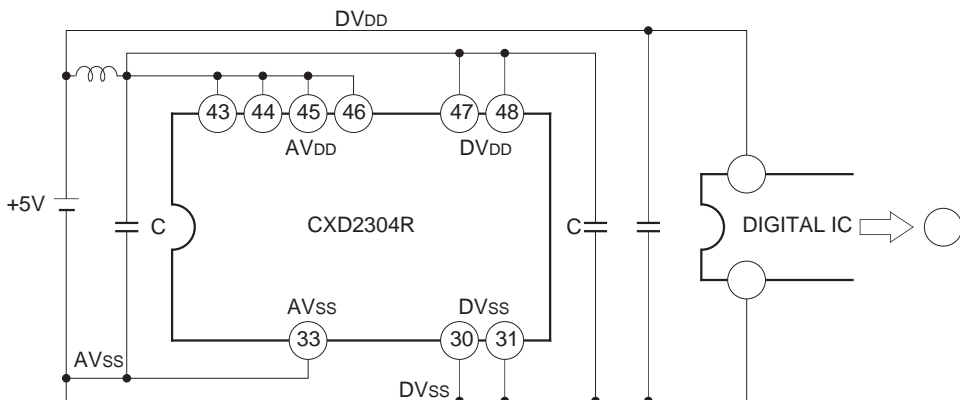 DVDD
43 44 45 46 47 48
AVDD DVDD
+5V C CXD2304R C DIGITAL IC
AVSS DVSS
33 30 31
AVSS
DVSS